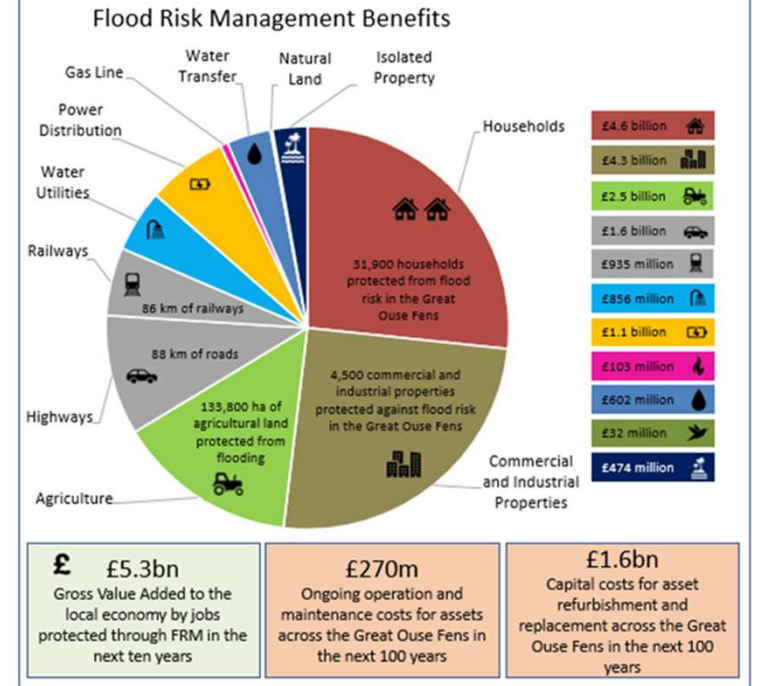 Flood Risk Management Benefits
Water
Transfer
Natural
Land
Isolated
Property
Gas Line
Power
Distribution
Water
Utilities
Railways
Highways
Agriculture
Households
Commercial
and Industrial
Properties
31,900 households
protected from flood
risk in the Great
Ouse Fens
4,500 commercial and
industrial properties
protected against flood risk
in the Great Ouse Fens
133,800 ha of
agricultural land
protected from
flooding
88 km of roads
86 km of railways
£4.6 billion
£4.3 billion
£2.5 billion
£1.6 billion
£935 million
£856 million
£1.1 billion
£103 million
£602 million
£32 million
£474 million
£ £5.3bn
Gross Value Added to the
local economy by jobs
protected through FRM in the
next ten years
£270m
Ongoing operation and
maintenance costs for assets
across the Great Ouse Fens in
the next 100 years
£1.6bn
Capital costs for asset
refurbishment and
replacement across the Great
Ouse Fens in the next 100
years